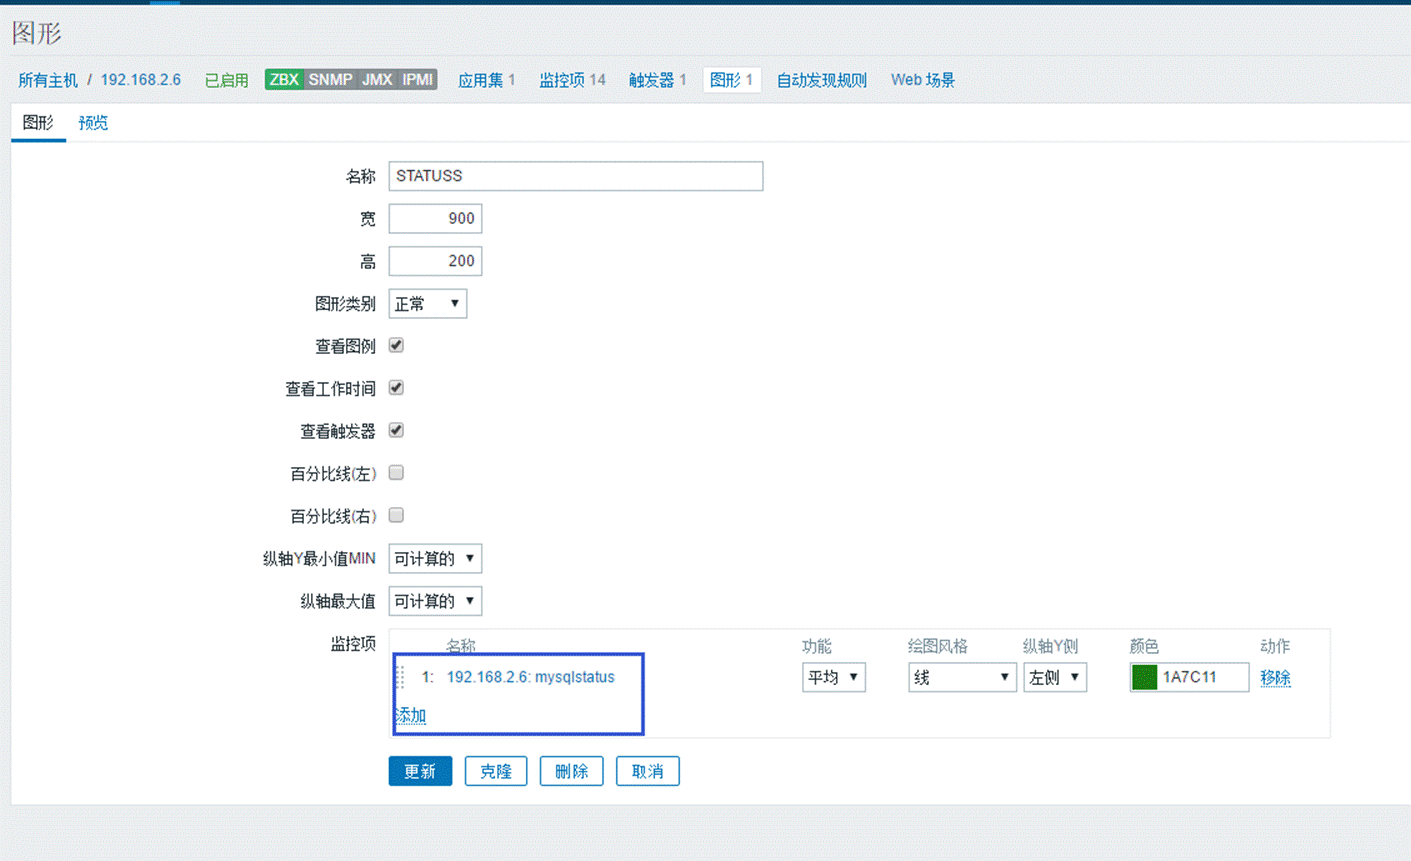 图形
所有主机 / 192.168.2.6 已启用 ZBX SNMP JMX IPMI 应用集 1 监控项 14 触发器 1 图形 1 自动发现规则 Web 场景
图形 预览
名称 STATUSS
宽 900
高 200
图形类别 正常
查看图例
查看工作时间
查看触发器
百分比线(左)
百分比线(右)
纵轴Y最小值MIN 可计算的
纵轴最大值 可计算的
监控项 名称 功能 绘图风格 纵轴Y侧 颜色 动作
1: 192.168.2.6: mysqlstatus 平均 线 左侧 1A7C11 移除
添加
更新 克隆 删除 取消